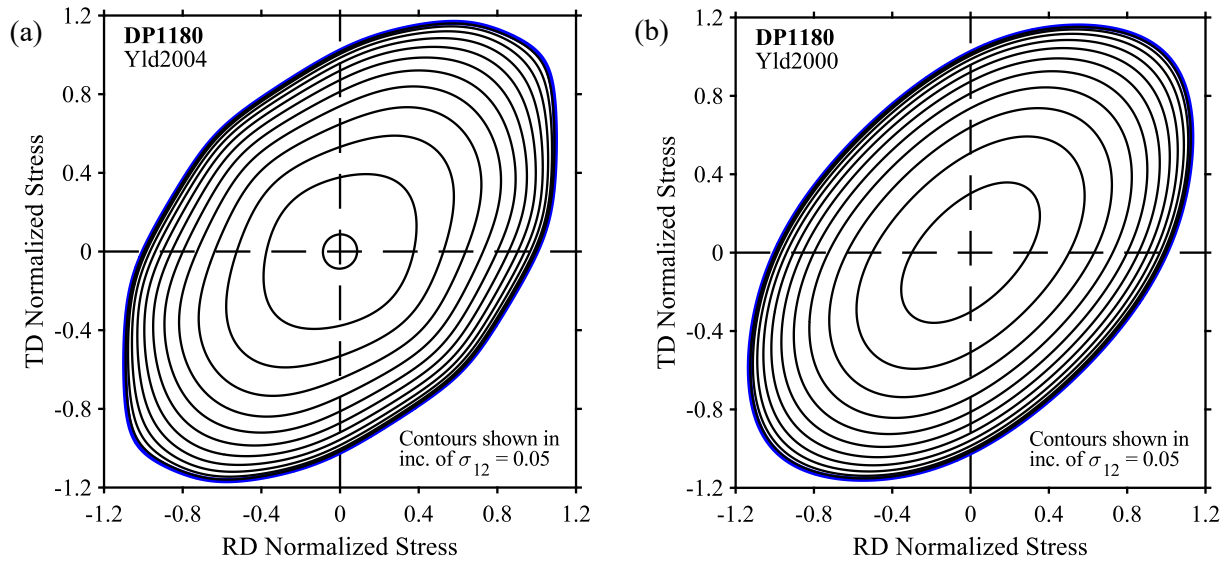 (a)
DP1180
Yld2004
TD Normalized Stress
1.2
0.8
0.4
0
-0.4
-0.8
-1.2
Contours shown in
inc. of σ12 = 0.05
-1.2 -0.8 -0.4 0 0.4 0.8 1.2
RD Normalized Stress
(b)
DP1180
Yld2000
TD Normalized Stress
1.2
0.8
0.4
0
-0.4
-0.8
-1.2
Contours shown in
inc. of σ12 = 0.05
-1.2 -0.8 -0.4 0 0.4 0.8 1.2
RD Normalized Stress